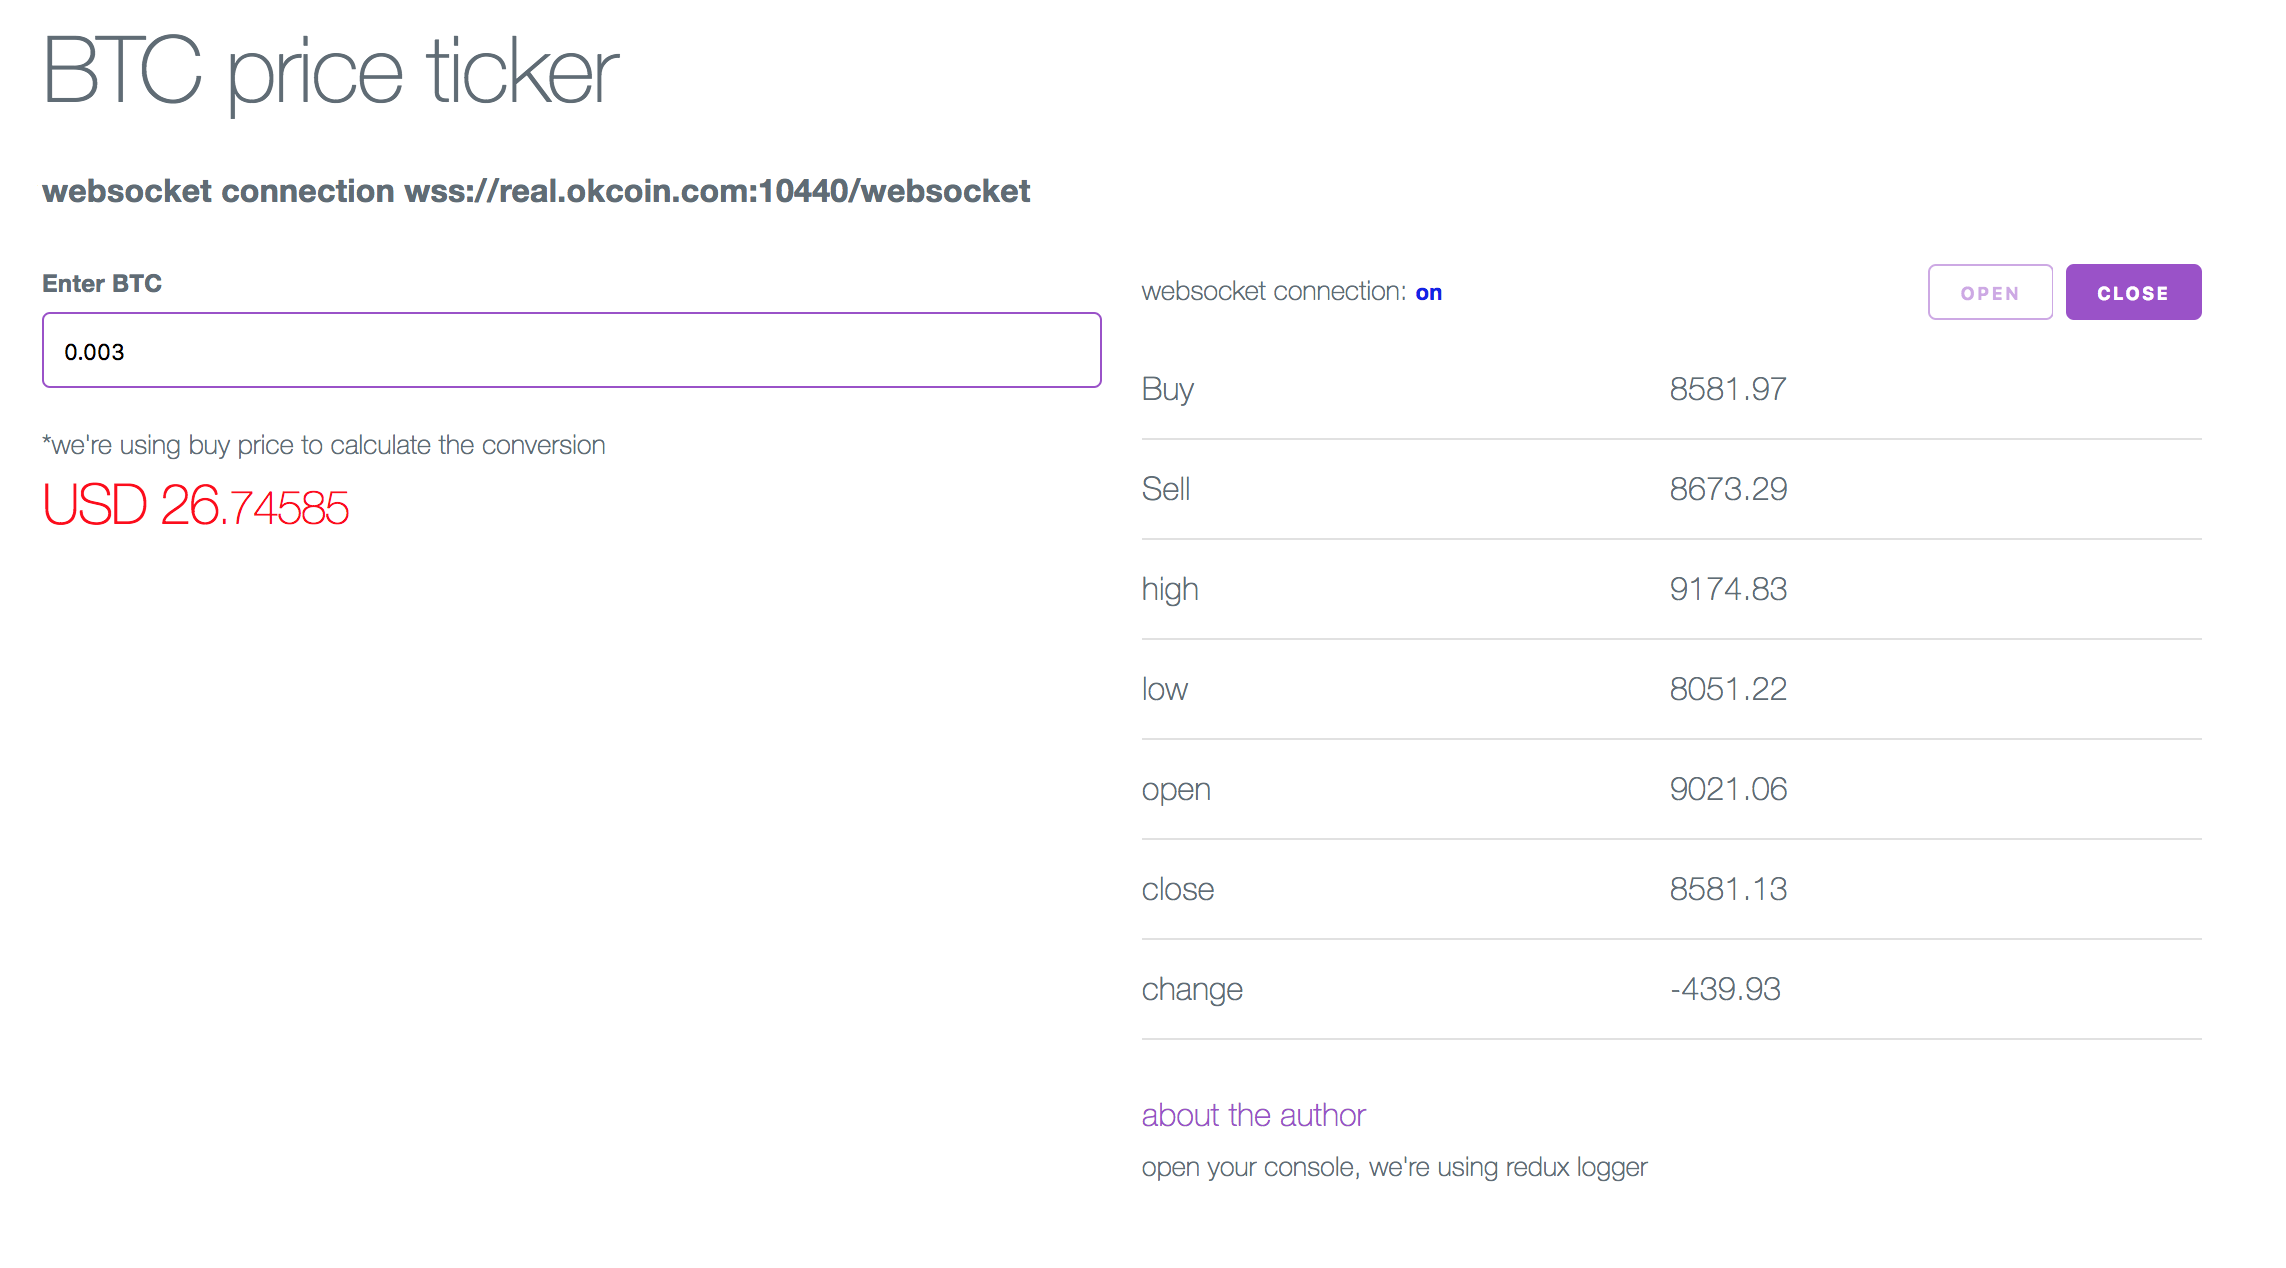 BTC price ticker
websocket connection wss://real.okcoin.com:10440/websocket
Enter BTC
0.003
*we're using buy price to calculate the conversion
USD 26.74585
websocket connection: on
OPEN CLOSE
Buy 8581.97
Sell 8673.29
high 9174.83
low 8051.22
open 9021.06
close 8581.13
change -439.93
about the author
open your console, we're using redux logger